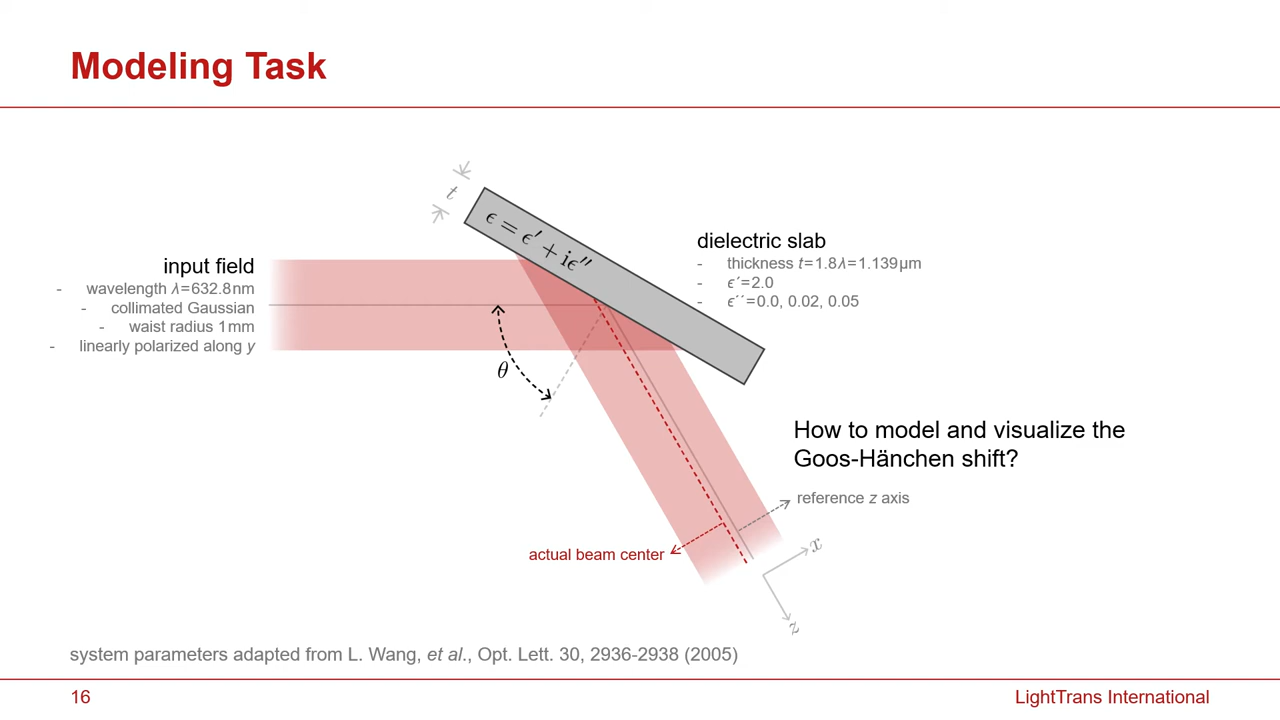 Modeling Task
t
ϵ = ϵ′ + iϵ′′
input field
- wavelength λ=632.8nm
- collimated Gaussian
- waist radius 1mm
- linearly polarized along y
dielectric slab
- thickness t=1.8λ=1.139µm
- ϵ´=2.0
- ϵ´´=0.0, 0.02, 0.05
θ
How to model and visualize the
Goos-Hänchen shift?
reference z axis
actual beam center
x
z
system parameters adapted from L. Wang, et al., Opt. Lett. 30, 2936-2938 (2005)
16
LightTrans International